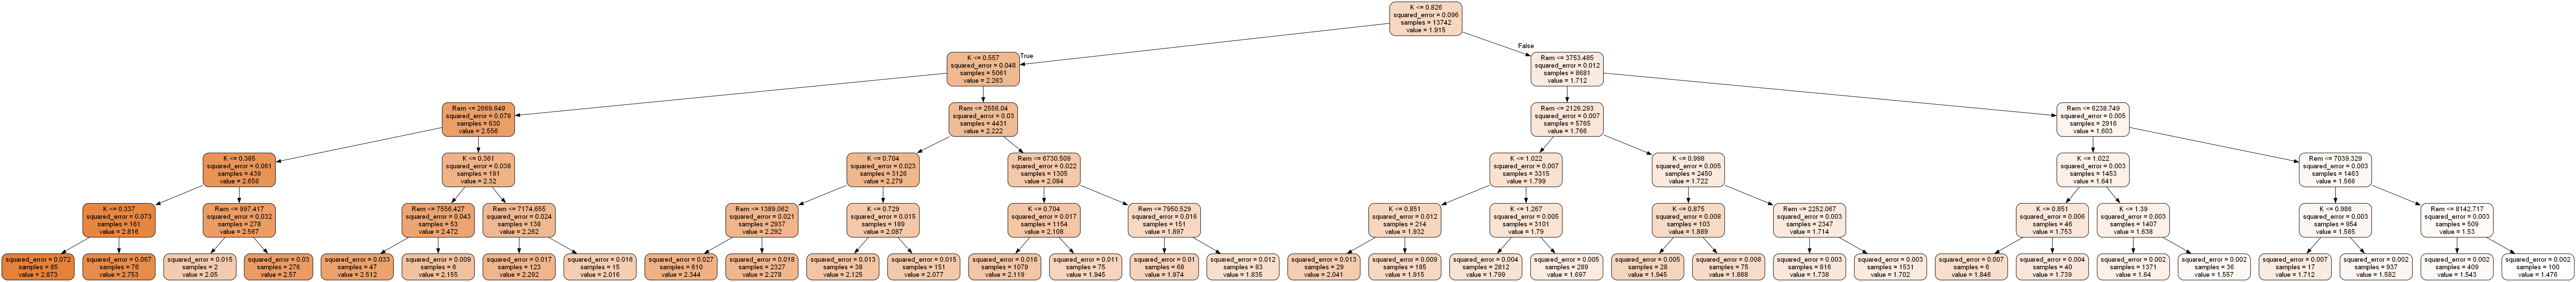 K <= 0.826
squared_error = 0.096
samples = 13742
value = 1.915
True
False
K <= 0.557
squared_error = 0.048
samples = 5061
value = 2.263
Rem <= 3753.485
squared_error = 0.012
samples = 8681
value = 1.712
Rem <= 2669.649
squared_error = 0.078
samples = 630
value = 2.556
Rem <= 2556.04
squared_error = 0.03
samples = 4431
value = 2.222
Rem <= 2126.293
squared_error = 0.007
samples = 5765
value = 1.766
Rem <= 6238.749
squared_error = 0.005
samples = 2916
value = 1.603
K <= 0.385
squared_error = 0.061
samples = 439
value = 2.658
K <= 0.361
squared_error = 0.038
samples = 191
value = 2.32
K <= 0.704
squared_error = 0.023
samples = 3126
value = 2.279
Rem <= 6730.509
squared_error = 0.022
samples = 1305
value = 2.084
K <= 1.022
squared_error = 0.007
samples = 3315
value = 1.799
K <= 0.998
squared_error = 0.005
samples = 2450
value = 1.722
K <= 1.022
squared_error = 0.003
samples = 1453
value = 1.641
Rem <= 7039.329
squared_error = 0.003
samples = 1463
value = 1.566
K <= 0.337
squared_error = 0.073
samples = 161
value = 2.816
Rem <= 997.417
squared_error = 0.032
samples = 278
value = 2.567
Rem <= 7556.427
squared_error = 0.043
samples = 53
value = 2.472
Rem <= 7174.655
squared_error = 0.024
samples = 138
value = 2.262
Rem <= 1389.062
squared_error = 0.021
samples = 2937
value = 2.292
K <= 0.729
squared_error = 0.015
samples = 189
value = 2.087
K <= 0.704
squared_error = 0.017
samples = 1154
value = 2.108
Rem <= 7950.529
squared_error = 0.016
samples = 151
value = 1.897
K <= 0.851
squared_error = 0.012
samples = 214
value = 1.932
K <= 1.267
squared_error = 0.005
samples = 3101
value = 1.79
K <= 0.875
squared_error = 0.008
samples = 103
value = 1.889
Rem <= 2252.067
squared_error = 0.003
samples = 2347
value = 1.714
K <= 0.851
squared_error = 0.006
samples = 46
value = 1.753
K <= 1.39
squared_error = 0.003
samples = 1407
value = 1.638
K <= 0.986
squared_error = 0.003
samples = 954
value = 1.585
Rem <= 8142.717
squared_error = 0.003
samples = 509
value = 1.53
squared_error = 0.072
samples = 85
value = 2.873
squared_error = 0.067
samples = 76
value = 2.753
squared_error = 0.015
samples = 2
value = 2.05
squared_error = 0.03
samples = 276
value = 2.57
squared_error = 0.033
samples = 47
value = 2.512
squared_error = 0.009
samples = 6
value = 2.155
squared_error = 0.017
samples = 123
value = 2.292
squared_error = 0.016
samples = 15
value = 2.016
squared_error = 0.027
samples = 610
value = 2.344
squared_error = 0.018
samples = 2327
value = 2.278
squared_error = 0.013
samples = 38
value = 2.125
squared_error = 0.015
samples = 151
value = 2.077
squared_error = 0.016
samples = 1079
value = 2.119
squared_error = 0.011
samples = 75
value = 1.945
squared_error = 0.01
samples = 68
value = 1.974
squared_error = 0.012
samples = 83
value = 1.835
squared_error = 0.013
samples = 29
value = 2.041
squared_error = 0.009
samples = 185
value = 1.915
squared_error = 0.004
samples = 2812
value = 1.799
squared_error = 0.005
samples = 289
value = 1.697
squared_error = 0.005
samples = 28
value = 1.945
squared_error = 0.008
samples = 75
value = 1.868
squared_error = 0.003
samples = 816
value = 1.738
squared_error = 0.003
samples = 1531
value = 1.702
squared_error = 0.007
samples = 6
value = 1.846
squared_error = 0.004
samples = 40
value = 1.739
squared_error = 0.002
samples = 1371
value = 1.64
squared_error = 0.002
samples = 36
value = 1.557
squared_error = 0.007
samples = 17
value = 1.712
squared_error = 0.002
samples = 937
value = 1.582
squared_error = 0.002
samples = 409
value = 1.543
squared_error = 0.002
samples = 100
value = 1.476